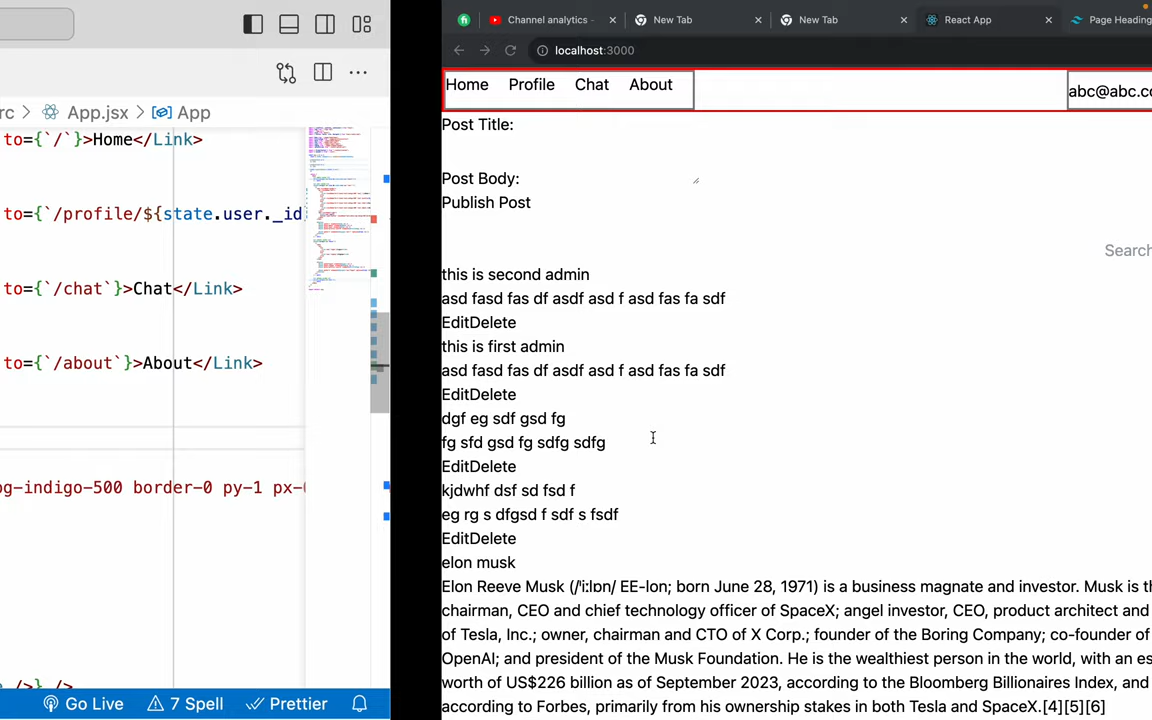 rc > App.jsx > App
to={`/`}>Home</Link>
to={`/profile/${state.user._id
to={`/chat`}>Chat</Link>
to={`/about`}>About</Link>
g-indigo-500 border-0 py-1 px-
/>} />
Go Live 7 Spell Prettier
Channel analytics - New Tab New Tab React App Page Heading
localhost:3000
Home Profile Chat About abc@abc.c
Post Title:
Post Body:
Publish Post
Search
this is second admin
asd fasd fas df asdf asd f asd fas fa sdf
EditDelete
this is first admin
asd fasd fas df asdf asd f asd fas fa sdf
EditDelete
dgf eg sdf gsd fg
fg sfd gsd fg sdfg sdfg
EditDelete
kjdwhf dsf sd fsd f
eg rg s dfgsd f sdf s fsdf
EditDelete
elon musk
Elon Reeve Musk (/ˈiːlɒn/ EE-lon; born June 28, 1971) is a business magnate and investor. Musk is th
chairman, CEO and chief technology officer of SpaceX; angel investor, CEO, product architect and
of Tesla, Inc.; owner, chairman and CTO of X Corp.; founder of the Boring Company; co-founder of
OpenAI; and president of the Musk Foundation. He is the wealthiest person in the world, with an es
worth of US$226 billion as of September 2023, according to the Bloomberg Billionaires Index, and
according to Forbes, primarily from his ownership stakes in both Tesla and SpaceX.[4][5][6]